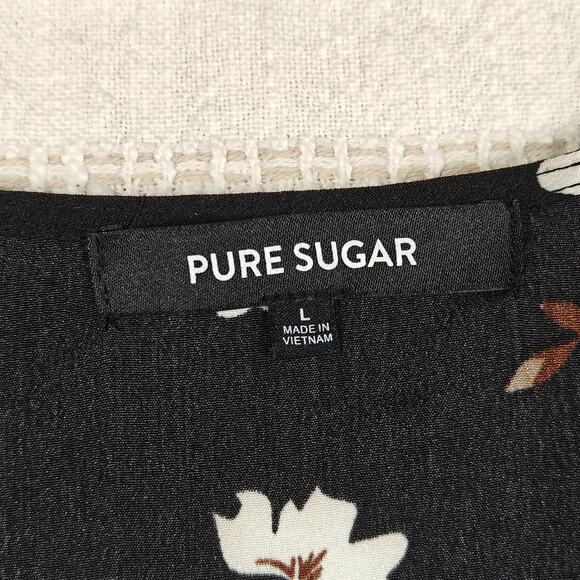 PURE SUGAR
L
MADE IN
VIETNAM